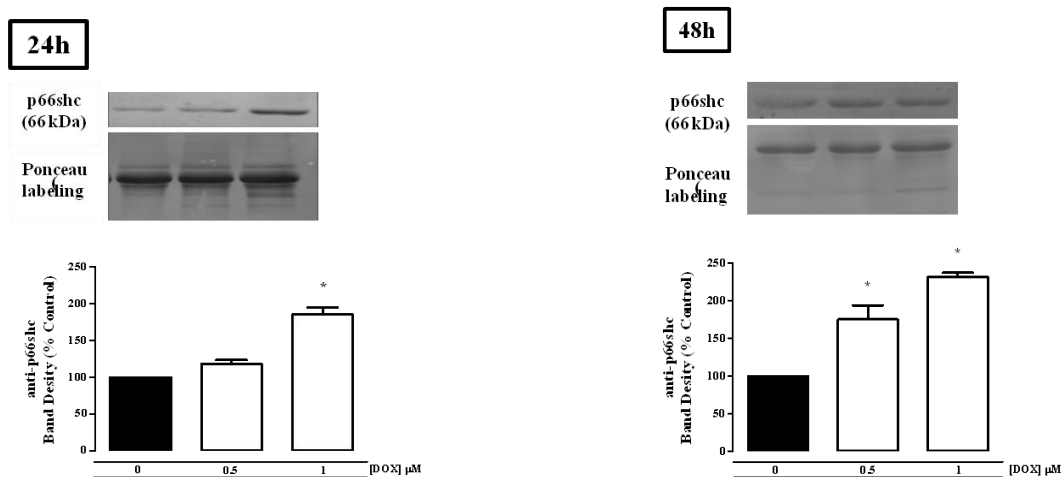 24h
p66shc
(66kDa)
Ponceau
labeling
250
200
150
100
50
0
anti-p66shc
Band Desity (% Control)
*
0
0.5
1
[DOX] µM
48h
p66shc
(66kDa)
Ponceau
labeling
250
200
150
100
50
0
anti-p66shc
Band Desity (% Control)
*
*
0
0.5
1
[DOX] µM